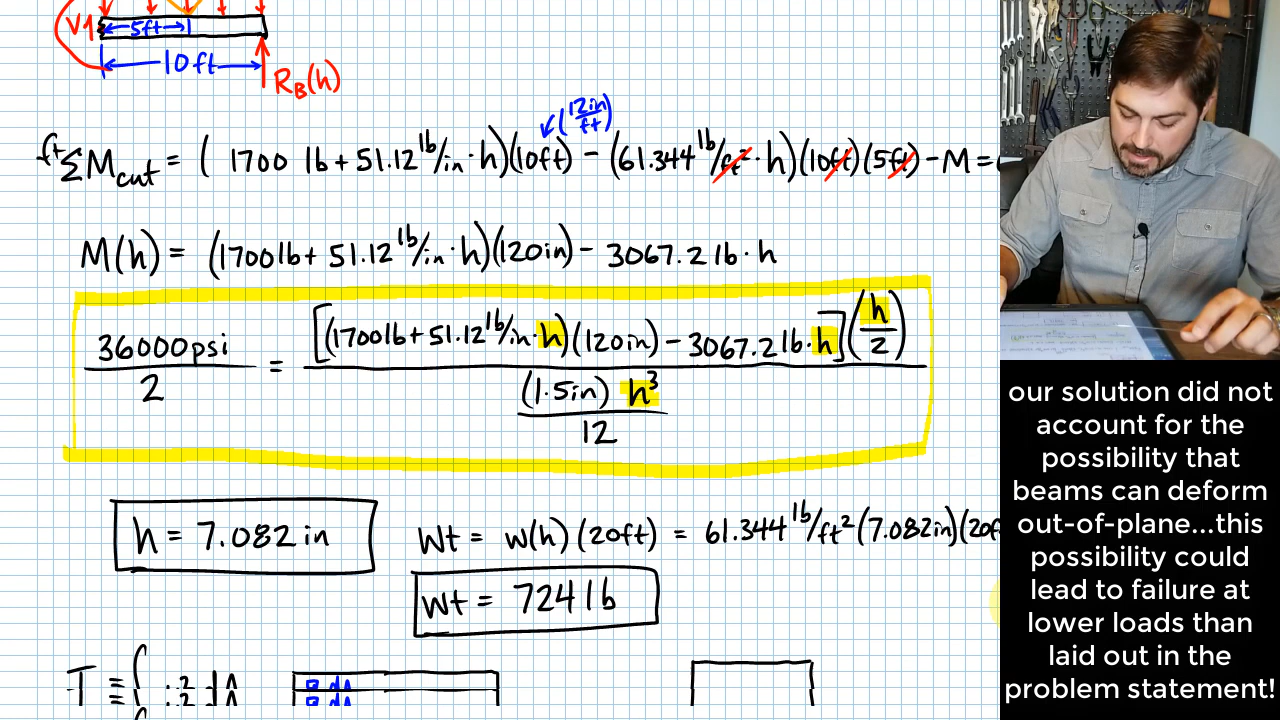 V1
5ft
10ft
R_B(h)
(12in/ft)
ΣM_cut = ( 1700 lb + 51.12 lb/in · h)(10ft) - (61.344 lb/ft² · h)(10ft)(5ft) - M =
M(h) = (1700lb + 51.12 lb/in · h)(120in) - 3067.2 lb · h
36000psi/2 = [(1700lb + 51.12 lb/in · h)(120in) - 3067.2 lb · h](h/2) / ((1.5in) h³/12)
h = 7.082 in
Wt = w(h)(20ft) = 61.344 lb/ft² (7.082in)(20f
Wt = 724 lb
dA
our solution did not
account for the
possibility that
beams can deform
out-of-plane...this
possibility could
lead to failure at
lower loads than
laid out in the
problem statement!